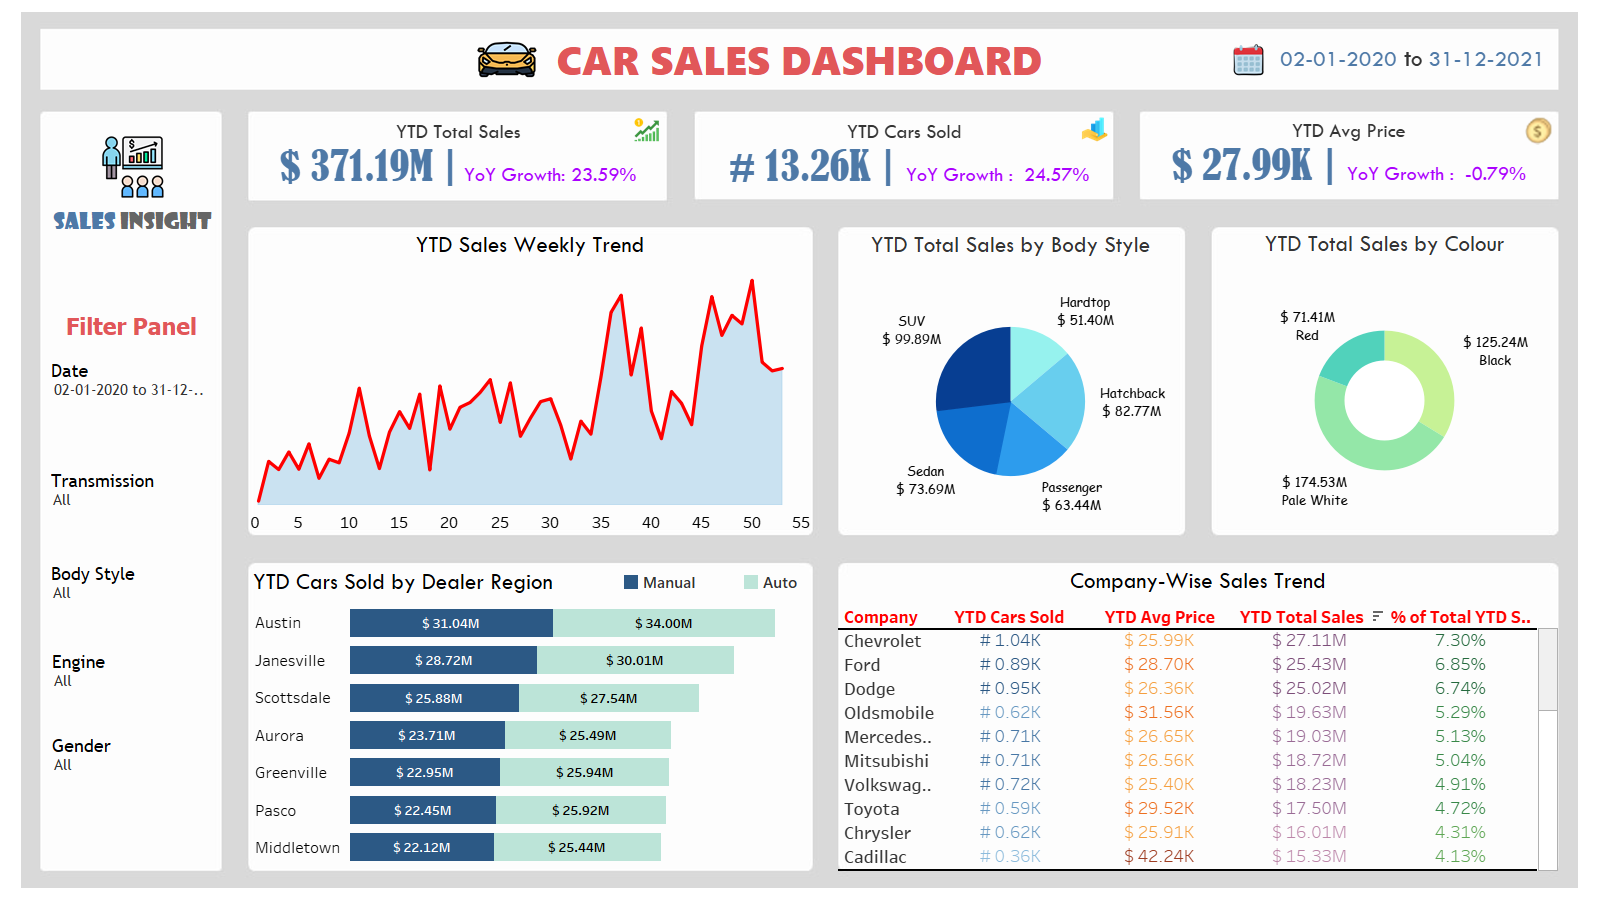 CAR SALES DASHBOARD
02-01-2020 to 31-12-2021
SALES INSIGHT
Filter Panel
Date
02-01-2020 to 31-12-..
Transmission
All
Body Style
All
Engine
All
Gender
All
YTD Total Sales
$ 371.19M | YoY Growth: 23.59%
YTD Cars Sold
# 13.26K | YoY Growth : 24.57%
YTD Avg Price
$ 27.99K | YoY Growth : -0.79%
YTD Sales Weekly Trend
0 5 10 15 20 25 30 35 40 45 50 55
YTD Total Sales by Body Style
Hardtop
$ 51.40M
SUV
$ 99.89M
Hatchback
$ 82.77M
Sedan
$ 73.69M
Passenger
$ 63.44M
YTD Total Sales by Colour
$ 71.41M
Red
$ 125.24M
Black
$ 174.53M
Pale White
YTD Cars Sold by Dealer Region
Manual Auto
Austin $ 31.04M $ 34.00M
Janesville $ 28.72M $ 30.01M
Scottsdale $ 25.88M $ 27.54M
Aurora $ 23.71M $ 25.49M
Greenville $ 22.95M $ 25.94M
Pasco $ 22.45M $ 25.92M
Middletown $ 22.12M $ 25.44M
Company-Wise Sales Trend
Company YTD Cars Sold YTD Avg Price YTD Total Sales % of Total YTD S..
Chevrolet # 1.04K $ 25.99K $ 27.11M 7.30%
Ford # 0.89K $ 28.70K $ 25.43M 6.85%
Dodge # 0.95K $ 26.36K $ 25.02M 6.74%
Oldsmobile # 0.62K $ 31.56K $ 19.63M 5.29%
Mercedes.. # 0.71K $ 26.65K $ 19.03M 5.13%
Mitsubishi # 0.71K $ 26.56K $ 18.72M 5.04%
Volkswag.. # 0.72K $ 25.40K $ 18.23M 4.91%
Toyota # 0.59K $ 29.52K $ 17.50M 4.72%
Chrysler # 0.62K $ 25.91K $ 16.01M 4.31%
Cadillac # 0.36K $ 42.24K $ 15.33M 4.13%